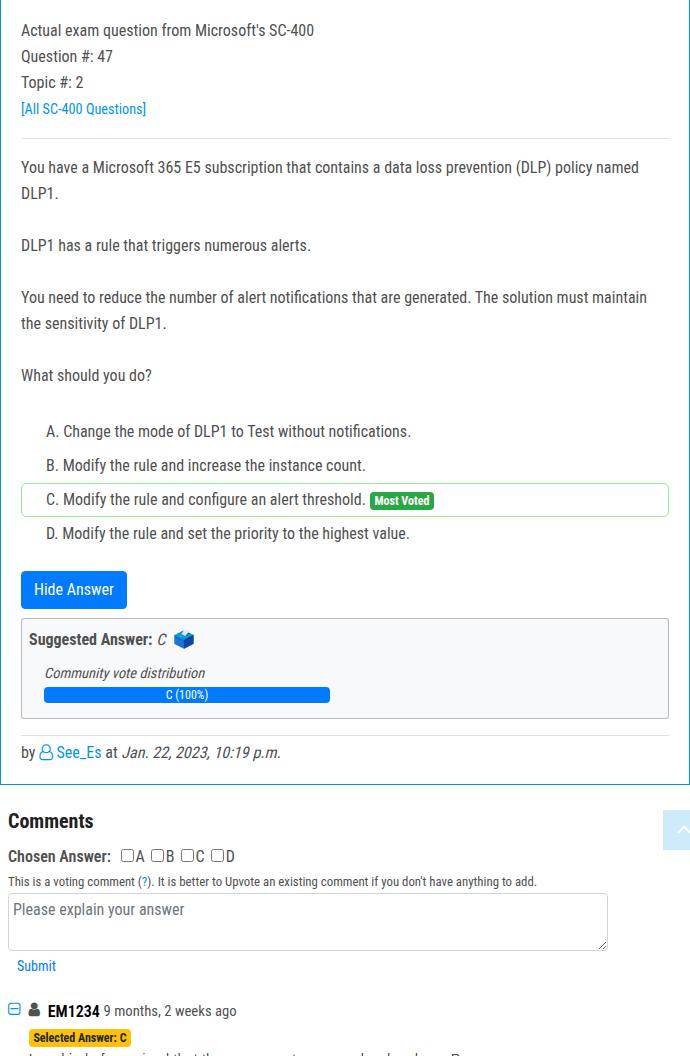 Actual exam question from Microsoft's SC-400
Question #: 47
Topic #: 2
[All SC-400 Questions]
You have a Microsoft 365 E5 subscription that contains a data loss prevention (DLP) policy named
DLP1.
DLP1 has a rule that triggers numerous alerts.
You need to reduce the number of alert notifications that are generated. The solution must maintain
the sensitivity of DLP1.
What should you do?
A. Change the mode of DLP1 to Test without notifications.
B. Modify the rule and increase the instance count.
C. Modify the rule and configure an alert threshold. Most Voted
D. Modify the rule and set the priority to the highest value.
Hide Answer
Suggested Answer: C
Community vote distribution
C (100%)
by See_Es at Jan. 22, 2023, 10:19 p.m.
Comments
Chosen Answer: A B C D
This is a voting comment (?). It is better to Upvote an existing comment if you don't have anything to add.
Please explain your answer
Submit
EM1234 9 months, 2 weeks ago
Selected Answer: C